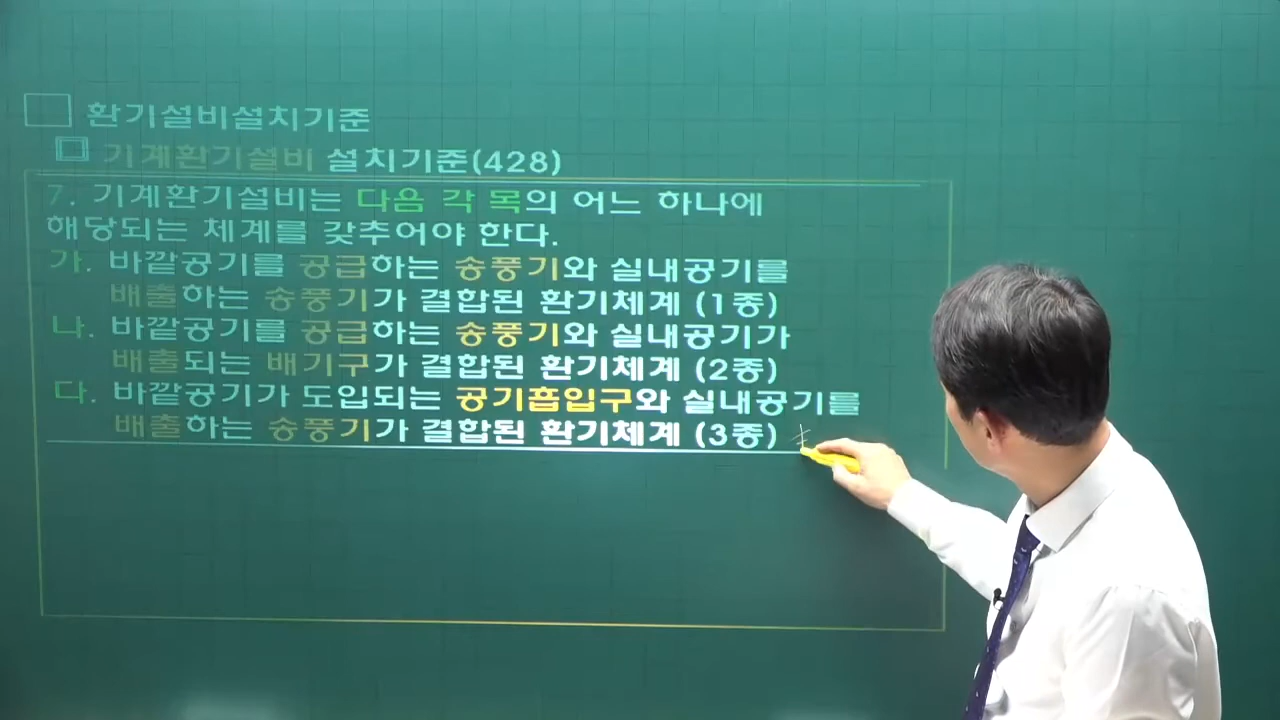 환기설비설치기준
기계환기설비 설치기준(428)
7. 기계환기설비는 다음 각 목의 어느 하나에
해당되는 체계를 갖추어야 한다.
가. 바깥공기를 공급하는 송풍기와 실내공기를
배출하는 송풍기가 결합된 환기체계 (1종)
나. 바깥공기를 공급하는 송풍기와 실내공기가
배출되는 배기구가 결합된 환기체계 (2종)
다. 바깥공기가 도입되는 공기흡입구와 실내공기를
배출하는 송풍기가 결합된 환기체계 (3종)